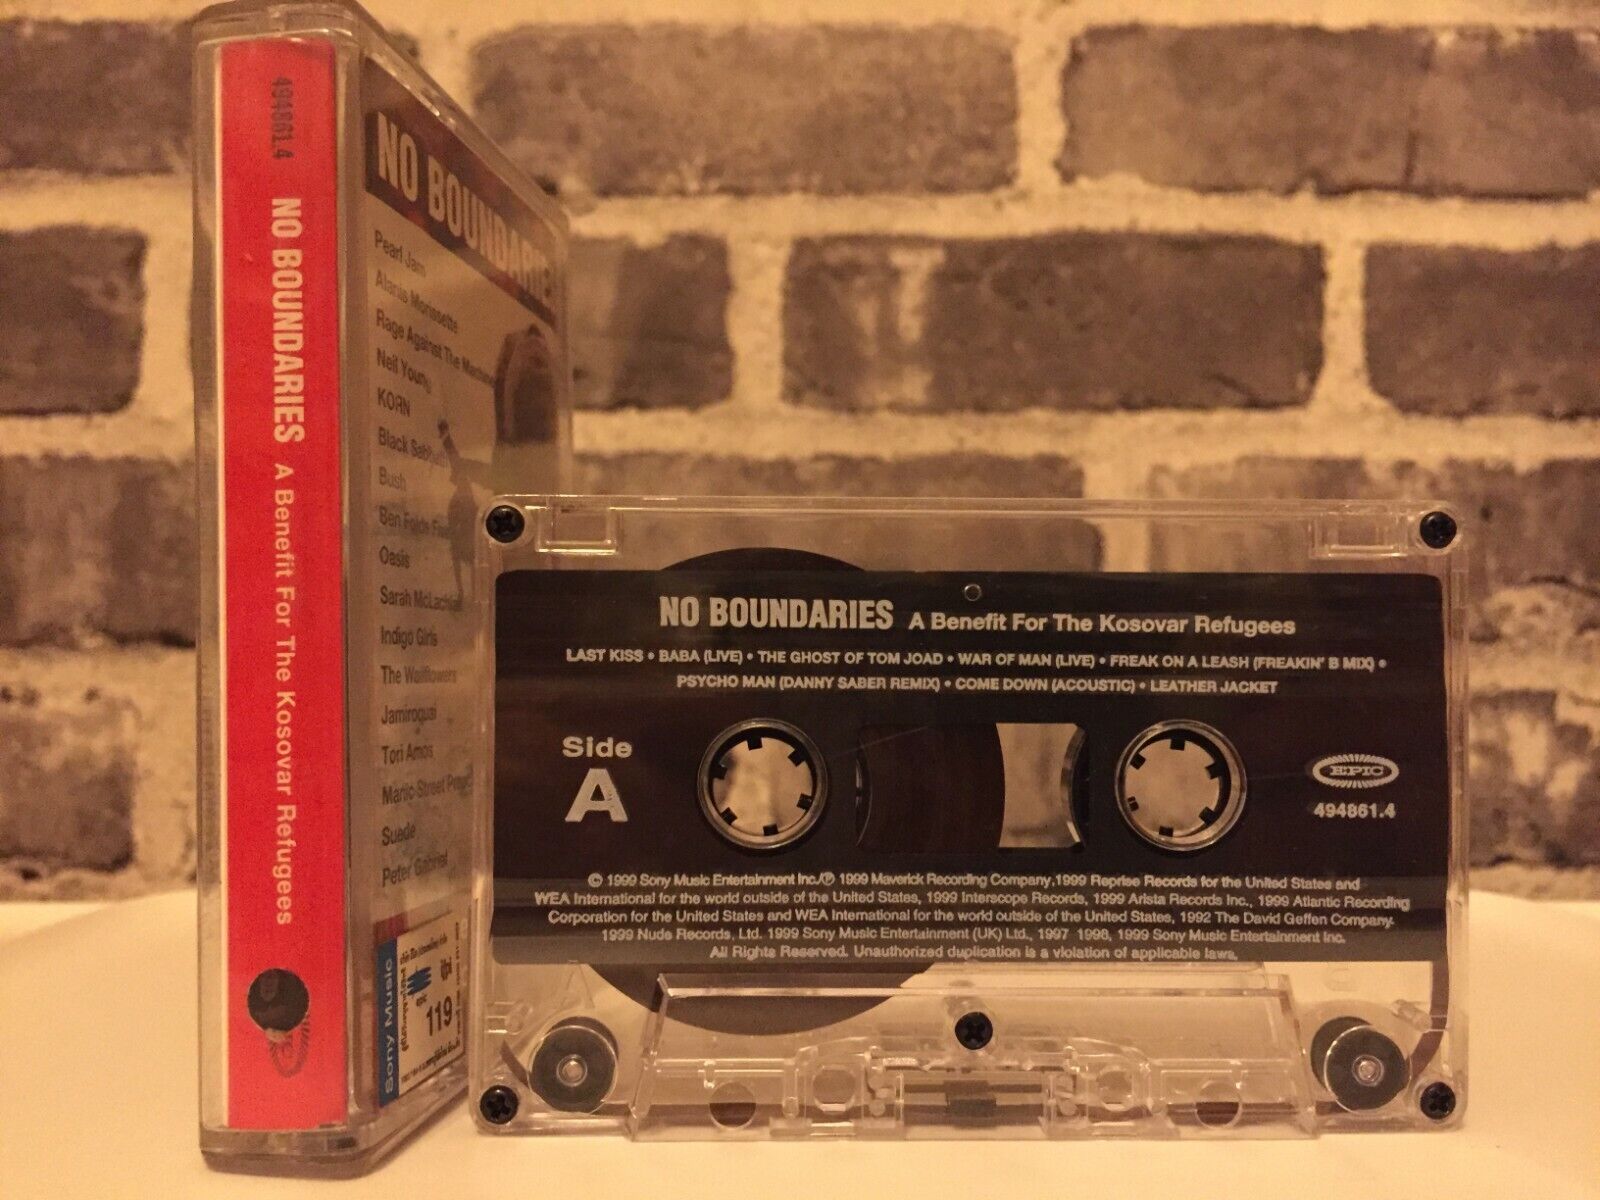 494861.4
NO BOUNDARIES A Benefit For The Kosovar Refugees
NO BOUNDARIES
Pearl Jam
Alanis Morissette
Rage Against The Machine
Neil Young
KORN
Black Sabbath
Bush
Ben Folds Five
Oasis
Sarah McLachlan
Indigo Girls
The Wallflowers
Jamiroquai
Tori Amos
Manic Street
Suede
Peter Gabriel
Sony Music
epic
119
NO BOUNDARIES A Benefit For The Kosovar Refugees
LAST KISS • BABA (LIVE) • THE GHOST OF TOM JOAD • WAR OF MAN (LIVE) • FREAK ON A LEASH (FREAKIN' B MIX) •
PSYCHO MAN (DANNY SABER REMIX) • COME DOWN (ACOUSTIC) • LEATHER JACKET
Side
A
EPIC
494861.4
© 1999 Sony Music Entertainment Inc./℗ 1999 Maverick Recording Company, 1999 Reprise Records for the United States and
WEA International for the world outside of the United States, 1999 Interscope Records, 1999 Arista Records Inc., 1999 Atlantic Recording
Corporation for the United States and WEA International for the world outside of the United States, 1992 The David Geffen Company.
1999 Nude Records, Ltd. 1999 Sony Music Entertainment (UK) Ltd., 1997 1998, 1999 Sony Music Entertainment Inc.
All Rights Reserved. Unauthorized duplication is a violation of applicable laws.